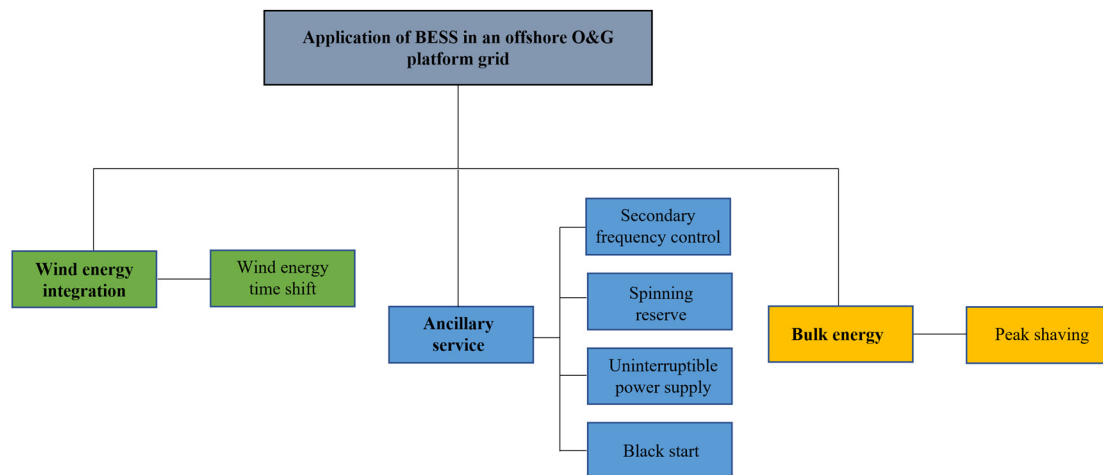 Application of BESS in an offshore O&G
platform grid
Wind energy
integration
Wind energy
time shift
Ancillary
service
Secondary
frequency control
Spinning
reserve
Uninterruptible
power supply
Black start
Bulk energy
Peak shaving